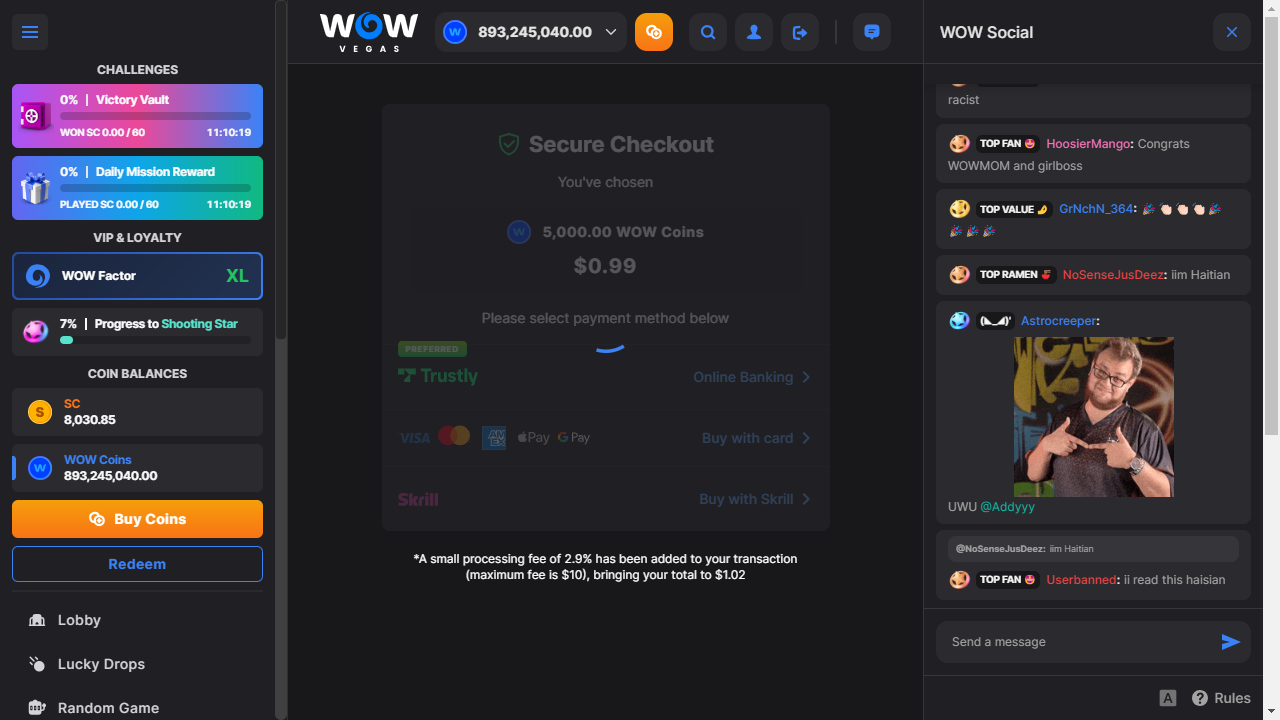 CHALLENGES
0% | Victory Vault
WON SC 0.00 / 60 11:10:19
0% | Daily Mission Reward
PLAYED SC 0.00 / 60 11:10:19
VIP & LOYALTY
WOW Factor XL
7% | Progress to Shooting Star
COIN BALANCES
S SC
8,030.85
W WOW Coins
893,245,040.00
Buy Coins
Redeem
Lobby
Lucky Drops
Random Game
WOW
VEGAS
W 893,245,040.00
Secure Checkout
You've chosen
W 5,000.00 WOW Coins
$0.99
Please select payment method below
PREFERRED
Trustly Online Banking
VISA AMEX Pay G Pay Buy with card
Skrill Buy with Skrill
*A small processing fee of 2.9% has been added to your transaction
(maximum fee is $10), bringing your total to $1.02
WOW Social
racist
TOP FAN 🤩 HoosierMango: Congrats
WOWMOM and girlboss
TOP VALUE 🤌 GrNchN_364: 🎉 👏🏻 👏🏻 👏🏻 🎉
🎉 🎉 🎉
TOP RAMEN 🍜 NoSenseJusDeez: iim Haitian
Astrocreeper:
UWU @Addyyy
@NoSenseJusDeez: iim Haitian
TOP FAN 🤩 Userbanned: ii read this haisian
Send a message
A ? Rules